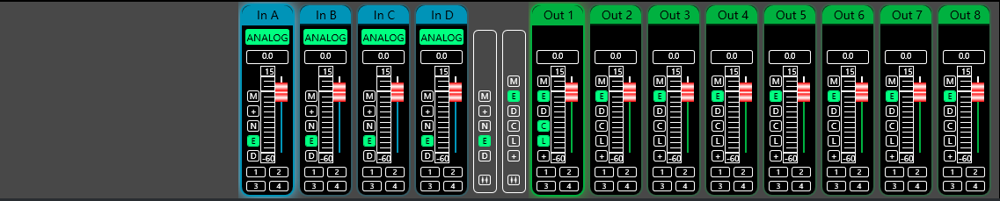 In A In B In C In D Out 1 Out 2 Out 3 Out 4 Out 5 Out 6 Out 7 Out 8
ANALOG ANALOG ANALOG ANALOG
0.0 0.0 0.0 0.0 0.0 0.0 0.0 0.0 0.0 0.0 0.0 0.0
15 15 15 15 15 15 15 15 15 15 15 15
M
M M M M M E E E E E E E E E
+ + + + + D D D D D D D D D
N N N N N C C C C C C C C C
E E E E E L L L L L L L L L
D D D D D + + + + + + + + +
-60 -60 -60 -60 -60 -60 -60 -60 -60 -60 -60 -60
1 2 1 2 1 2 1 2 1 2 1 2 1 2 1 2 1 2 1 2 1 2 1 2
3 4 3 4 3 4 3 4 3 4 3 4 3 4 3 4 3 4 3 4 3 4 3 4